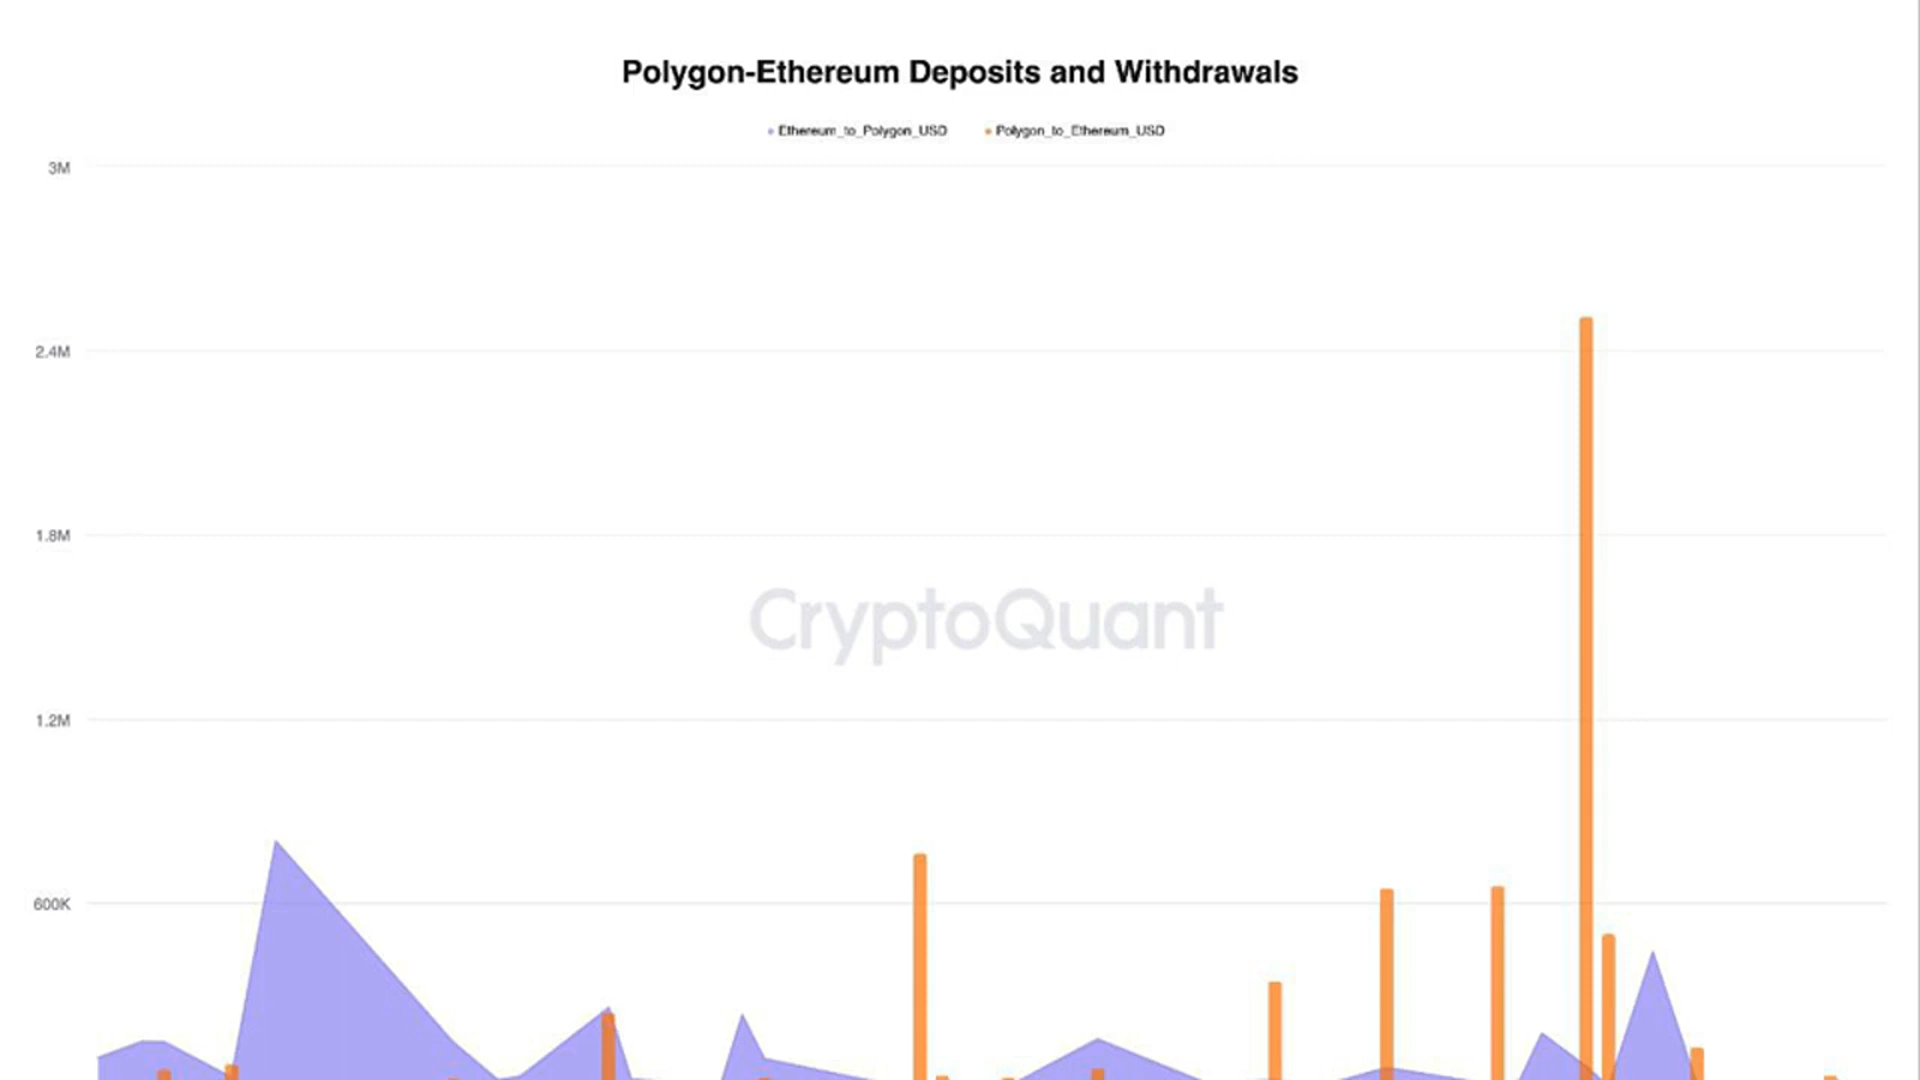 Polygon-Ethereum Deposits and Withdrawals
Ethereum_to_Polygon_USD Polygon_to_Ethereum_USD
3M
2.4M
1.8M
CryptoQuant
1.2M
600K